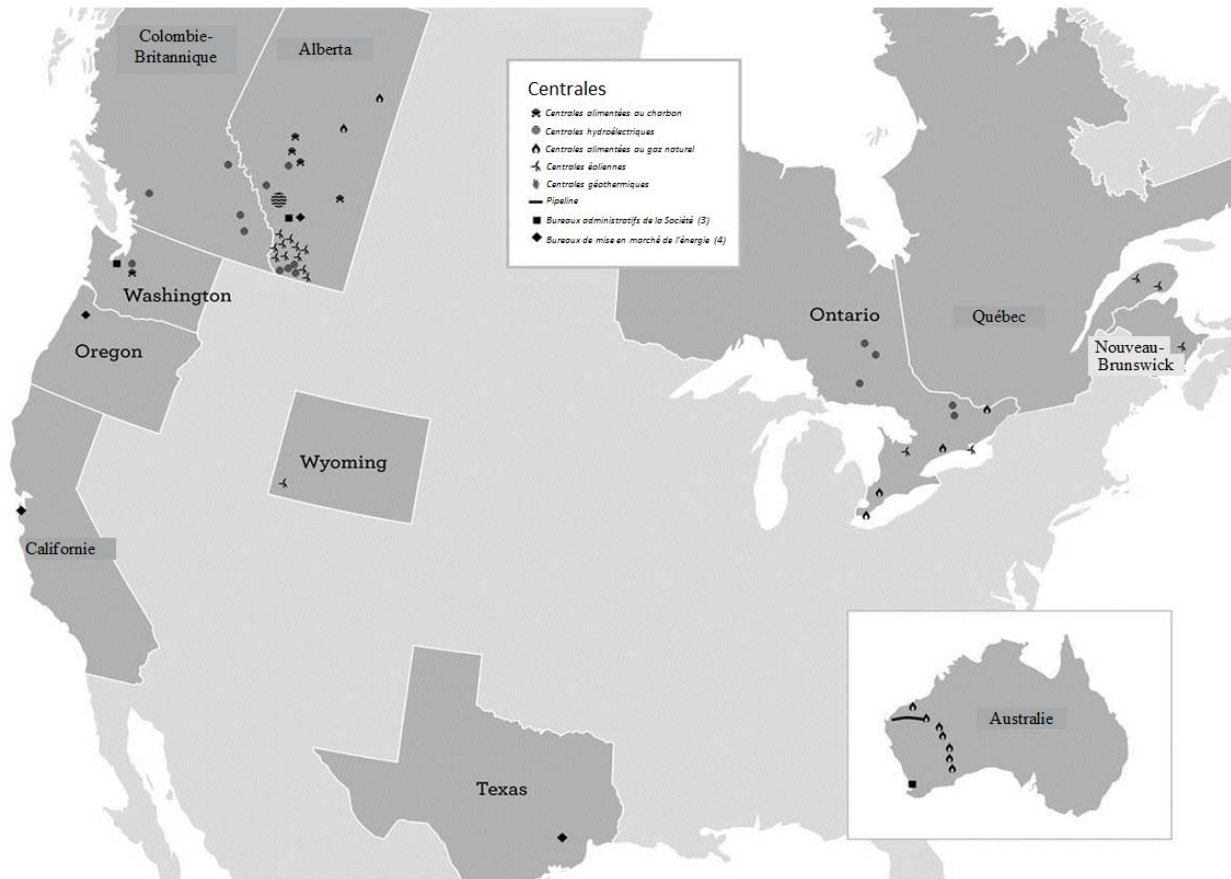 Colombie-
Britannique
Alberta
Centrales
Centrales alimentées au charbon
Centrales hydroélectriques
Centrales alimentées au gaz naturel
Centrales éoliennes
Centrales géothermiques
Pipeline
Bureaux administratifs de la Société (3)
Bureaux de mise en marché de l'énergie (4)
Washington
Oregon
Ontario
Québec
Nouveau-
Brunswick
Wyoming
Californie
Texas
Australie